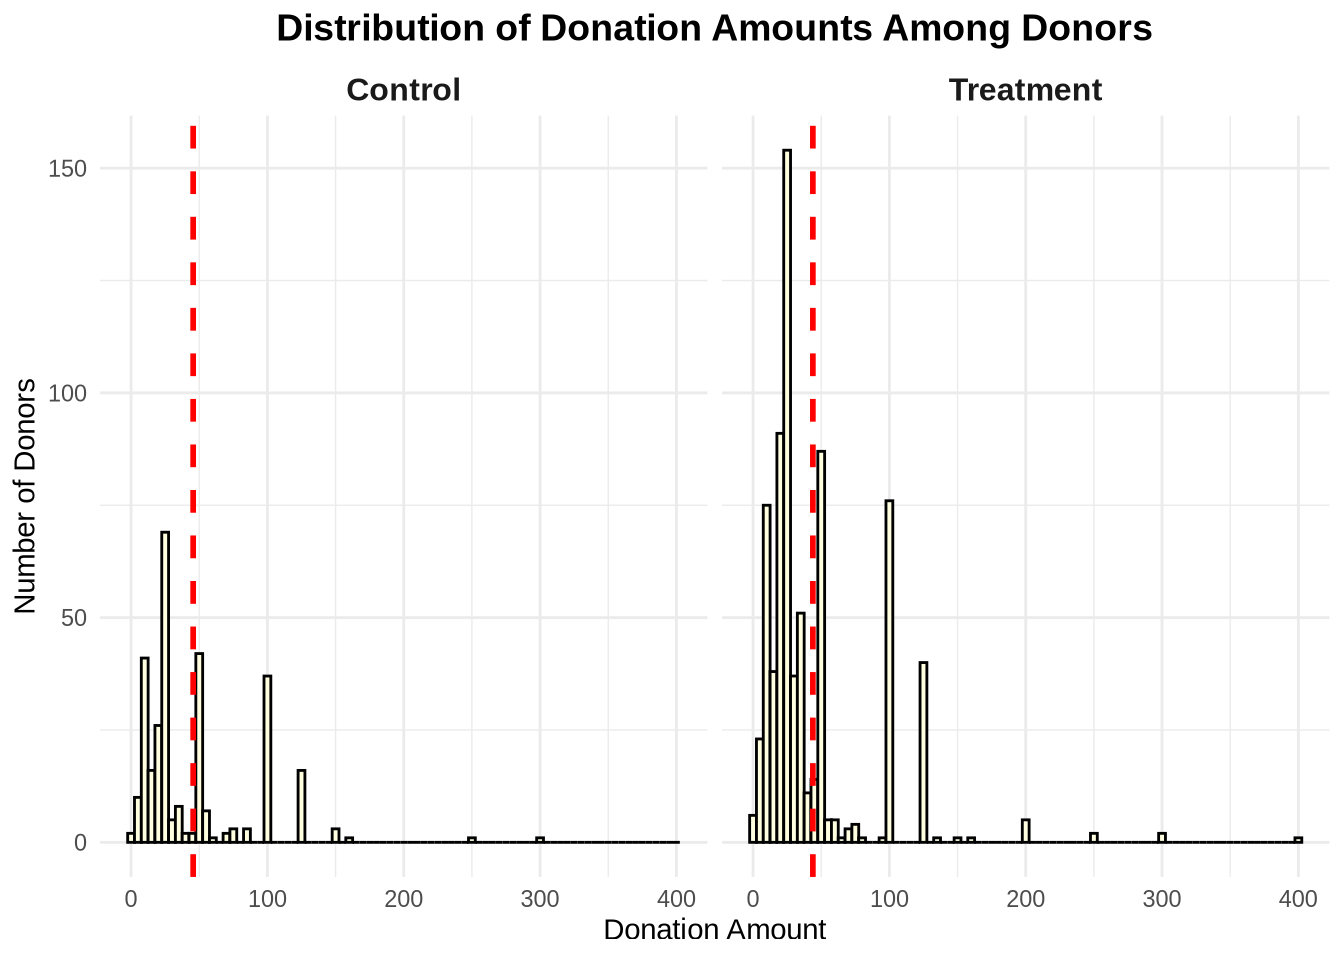 Distribution of Donation Amounts Among Donors
Control
Treatment
150
100
50
0
Number of Donors
0 100 200 300 400
0 100 200 300 400
Donation Amount